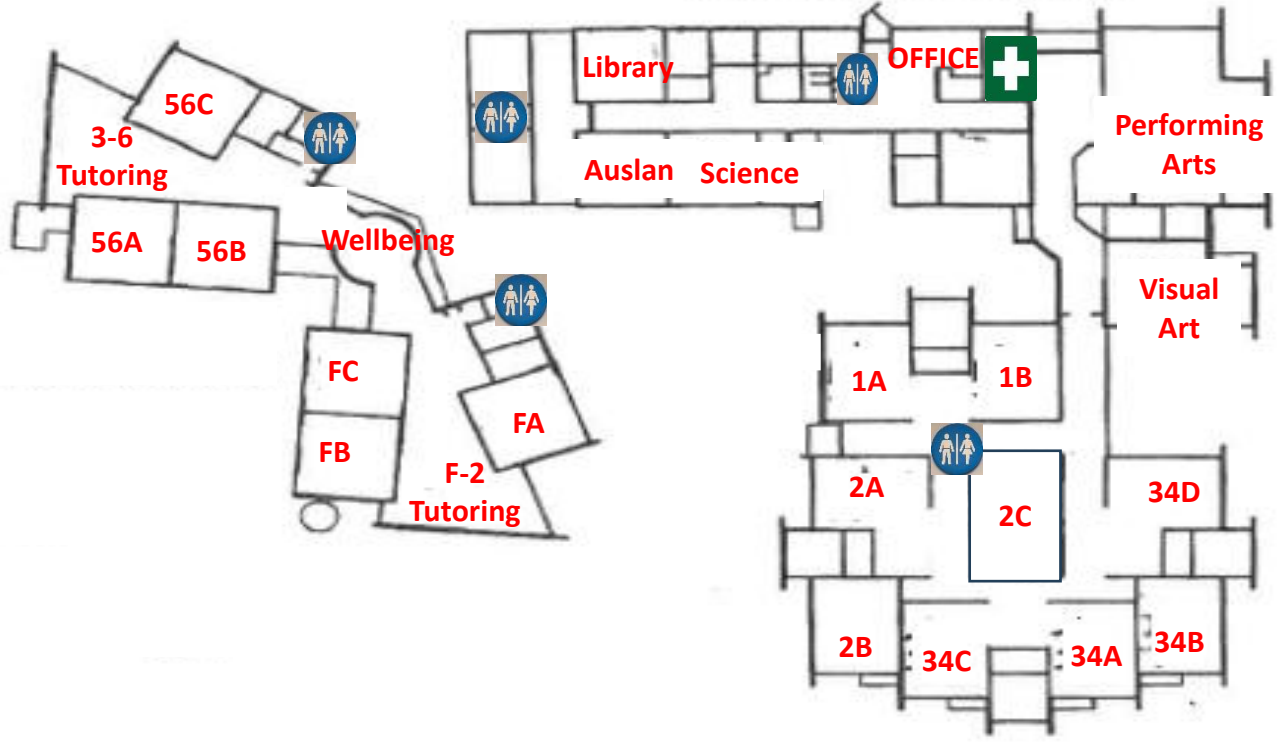 56C
3-6
Tutoring
56A
56B
Wellbeing
FC
FB
FA
F-2
Tutoring
Library
OFFICE
Auslan
Science
Performing
Arts
Visual
Art
1A
1B
2A
2C
34D
2B
34C
34A
34B